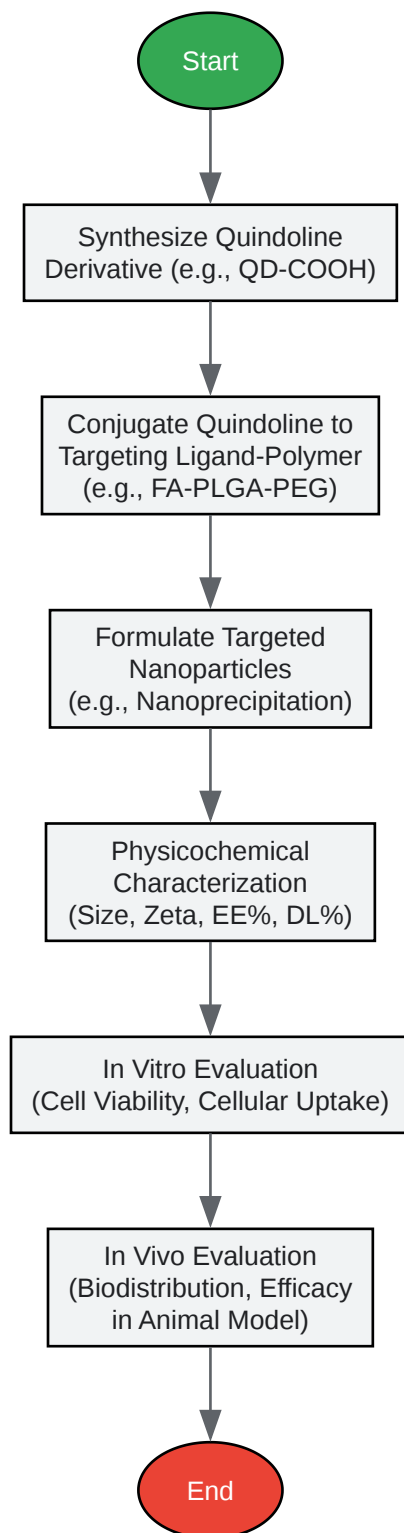 Start
Synthesize Quindoline
Derivative (e.g., QD-COOH)
Conjugate Quindoline to
Targeting Ligand-Polymer
(e.g., FA-PLGA-PEG)
Formulate Targeted
Nanoparticles
(e.g., Nanoprecipitation)
Physicochemical
Characterization
(Size, Zeta, EE%, DL%)
In Vitro Evaluation
(Cell Viability, Cellular Uptake)
In Vivo Evaluation
(Biodistribution, Efficacy
in Animal Model)
End